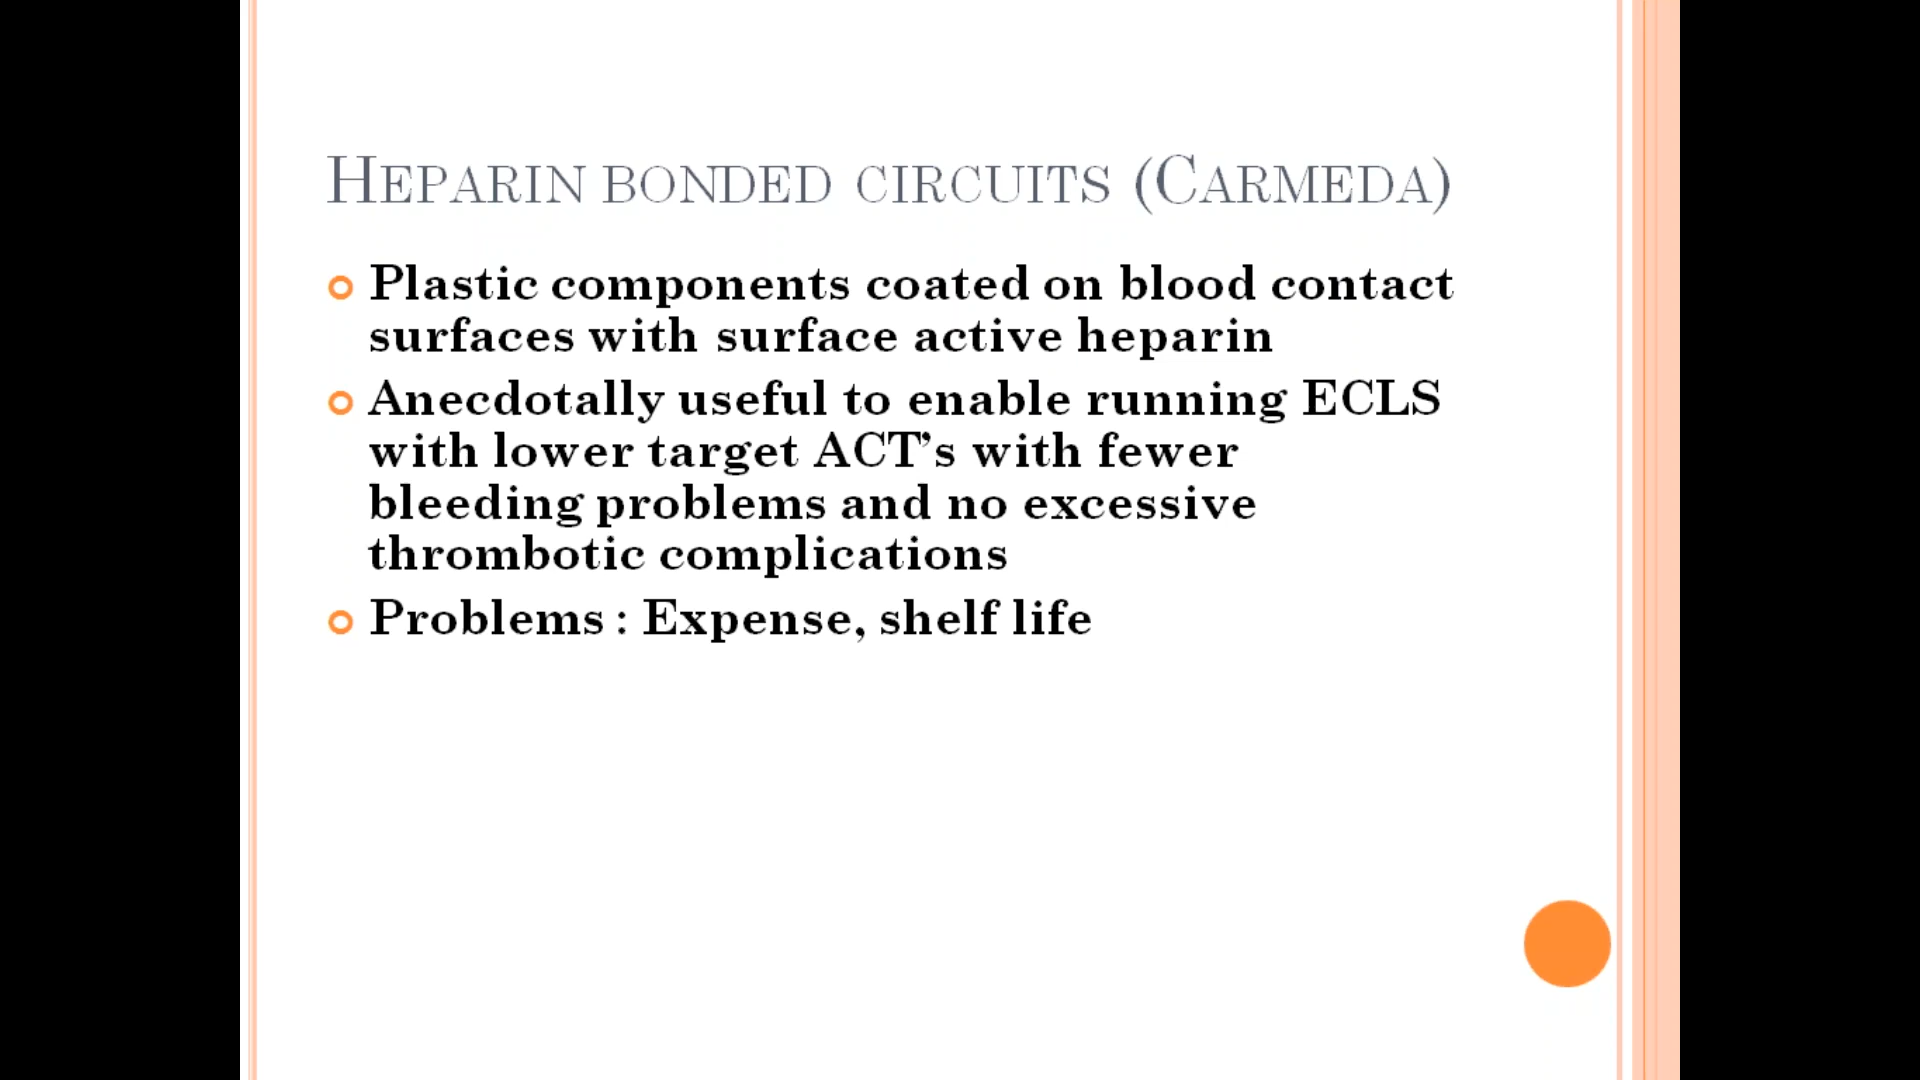 Heparin bonded circuits (Carmeda)
Plastic components coated on blood contact
surfaces with surface active heparin
Anecdotally useful to enable running ECLS
with lower target ACT’s with fewer
bleeding problems and no excessive
thrombotic complications
Problems : Expense, shelf life